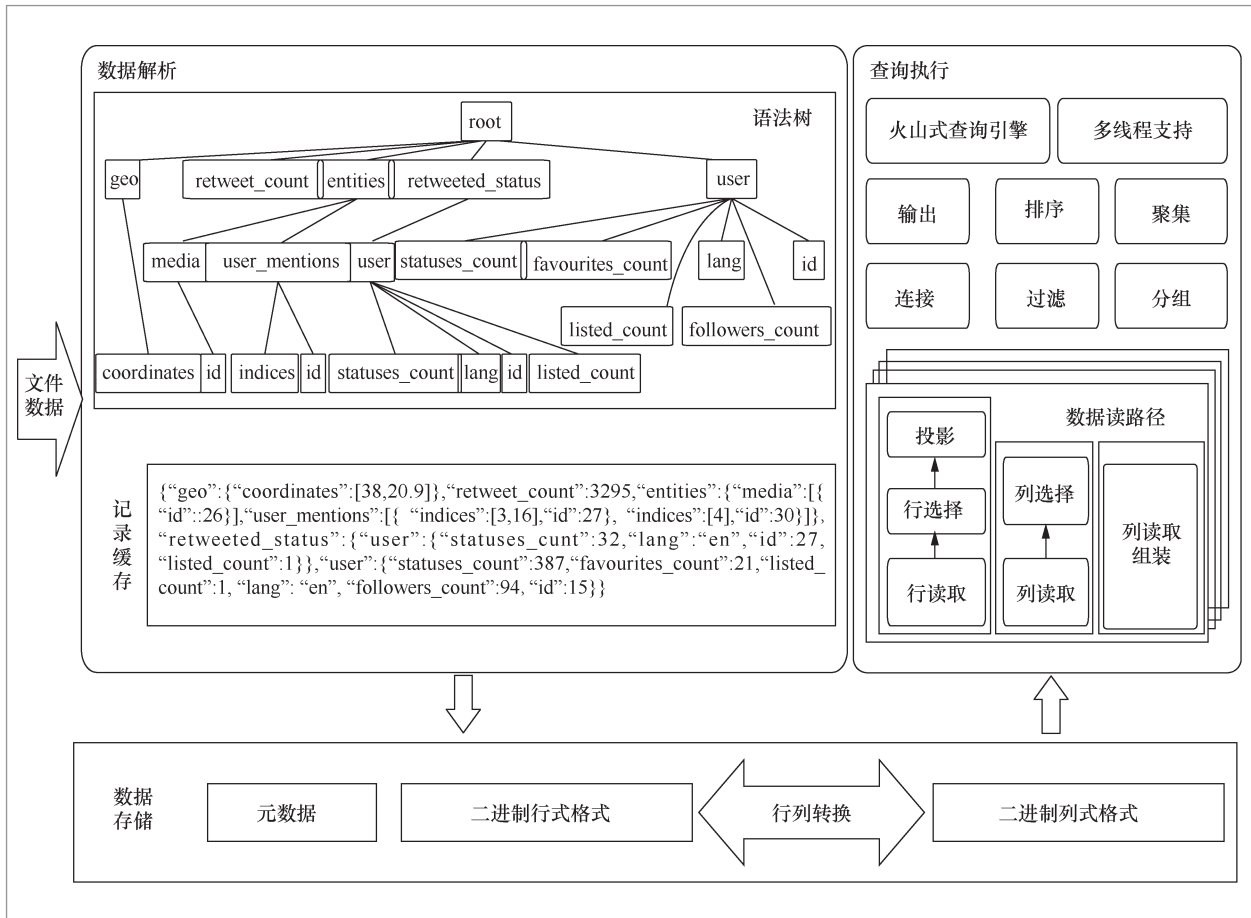 数据解析
语法树
root
geo
retweet_count
entities
retweeted_status
user
media
user_mentions
user
statuses_count
favourites_count
lang
id
listed_count
followers_count
coordinates
id
indices
id
statuses_count
lang
id
listed_count
文件
数据
记
录
缓
存
{“geo”:{“coordinates”:[38,20.9]},“retweet_count”:3295,“entities”:{“media”:[{
“id”::26}],“user_mentions”:[{ “indices”:[3,16],“id”:27}, “indices”:[4],“id”:30}]},
“retweeted_status”:{“user”:{“statuses_cunt”:32,“lang”:“en”,“id”:27,
“listed_count”:1}},“user”:{“statuses_count”:387,“favourites_count”:21,“listed_
count”:1, “lang”: “en”, “followers_count”:94, “id”:15}}
查询执行
火山式查询引擎
多线程支持
输出
排序
聚集
连接
过滤
分组
数据读路径
投影
行选择
行读取
列选择
列读取
列读取
组装
数据
存储
元数据
二进制行式格式
行列转换
二进制列式格式